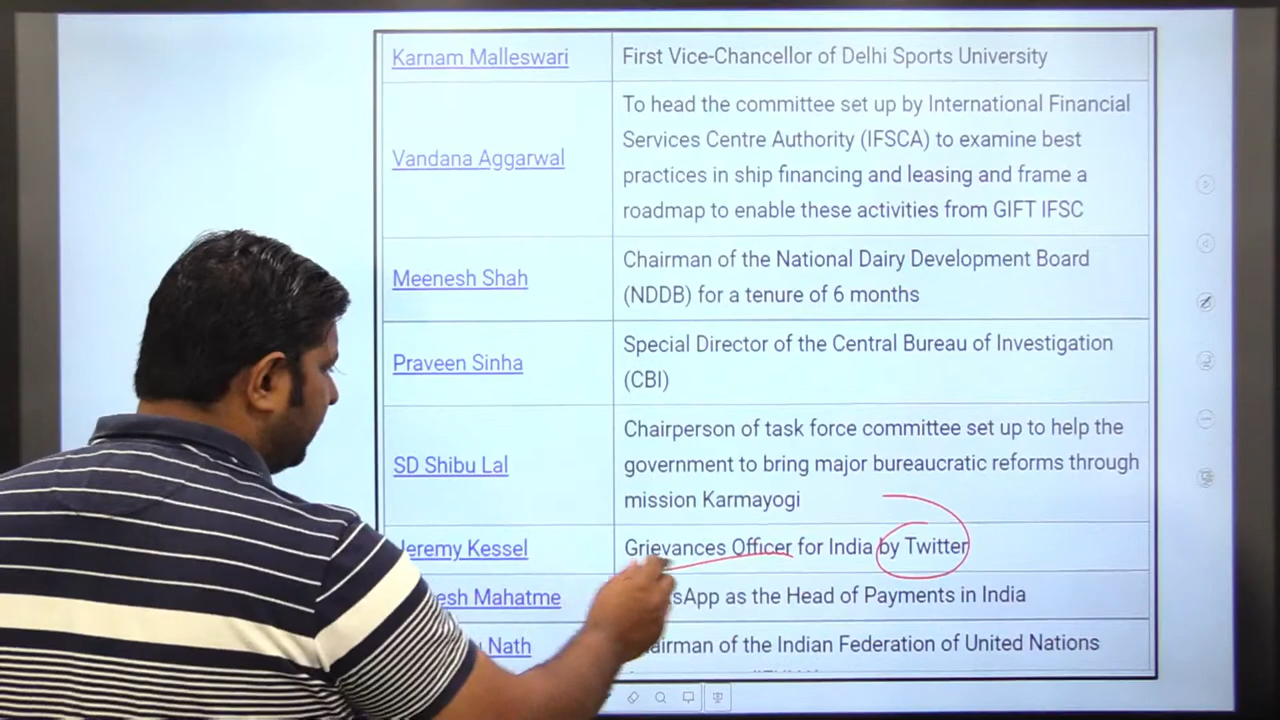 Karnam Malleswari
First Vice-Chancellor of Delhi Sports University
Vandana Aggarwal
To head the committee set up by International Financial
Services Centre Authority (IFSCA) to examine best
practices in ship financing and leasing and frame a
roadmap to enable these activities from GIFT IFSC
Meenesh Shah
Chairman of the National Dairy Development Board
(NDDB) for a tenure of 6 months
Praveen Sinha
Special Director of the Central Bureau of Investigation
(CBI)
SD Shibu Lal
Chairperson of task force committee set up to help the
government to bring major bureaucratic reforms through
mission Karmayogi
Jeremy Kessel
Grievances Officer for India by Twitter
Mahatme
as the Head of Payments in India
Nath
of the Indian Federation of United Nations